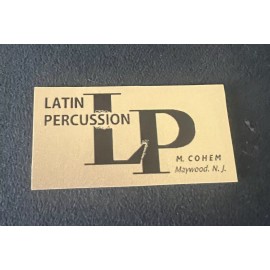 LATIN
PERCUSSION
LP
M. COHEM
Maywood. N. J.